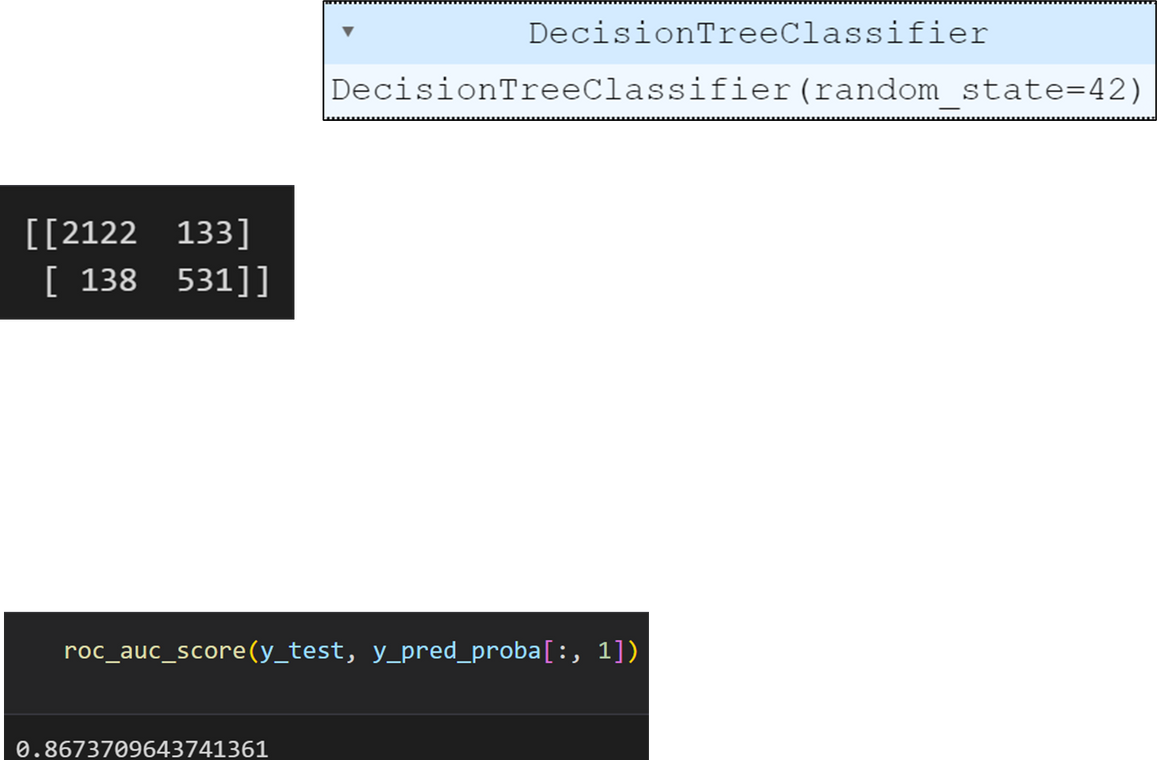 DecisionTreeClassifier
DecisionTreeClassifier(random_state=42)
[[2122 133]
[ 138 531]]
roc_auc_score(y_test, y_pred_proba[:, 1])
0.8673709643741361